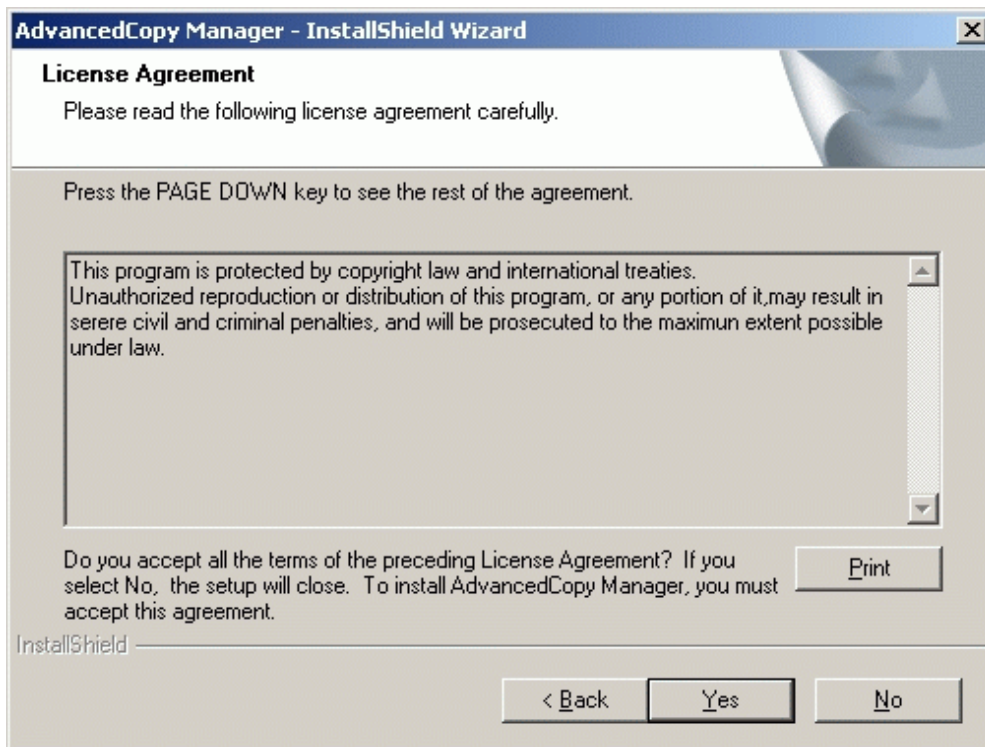 AdvancedCopy Manager - InstallShield Wizard
License Agreement
Please read the following license agreement carefully.
Press the PAGE DOWN key to see the rest of the agreement.
This program is protected by copyright law and international treaties.
Unauthorized reproduction or distribution of this program, or any portion of it,may result in
serere civil and criminal penalties, and will be prosecuted to the maximun extent possible
under law.
Do you accept all the terms of the preceding License Agreement?  If you
select No,  the setup will close.  To install AdvancedCopy Manager, you must
accept this agreement.
Print
InstallShield
< Back
Yes
No